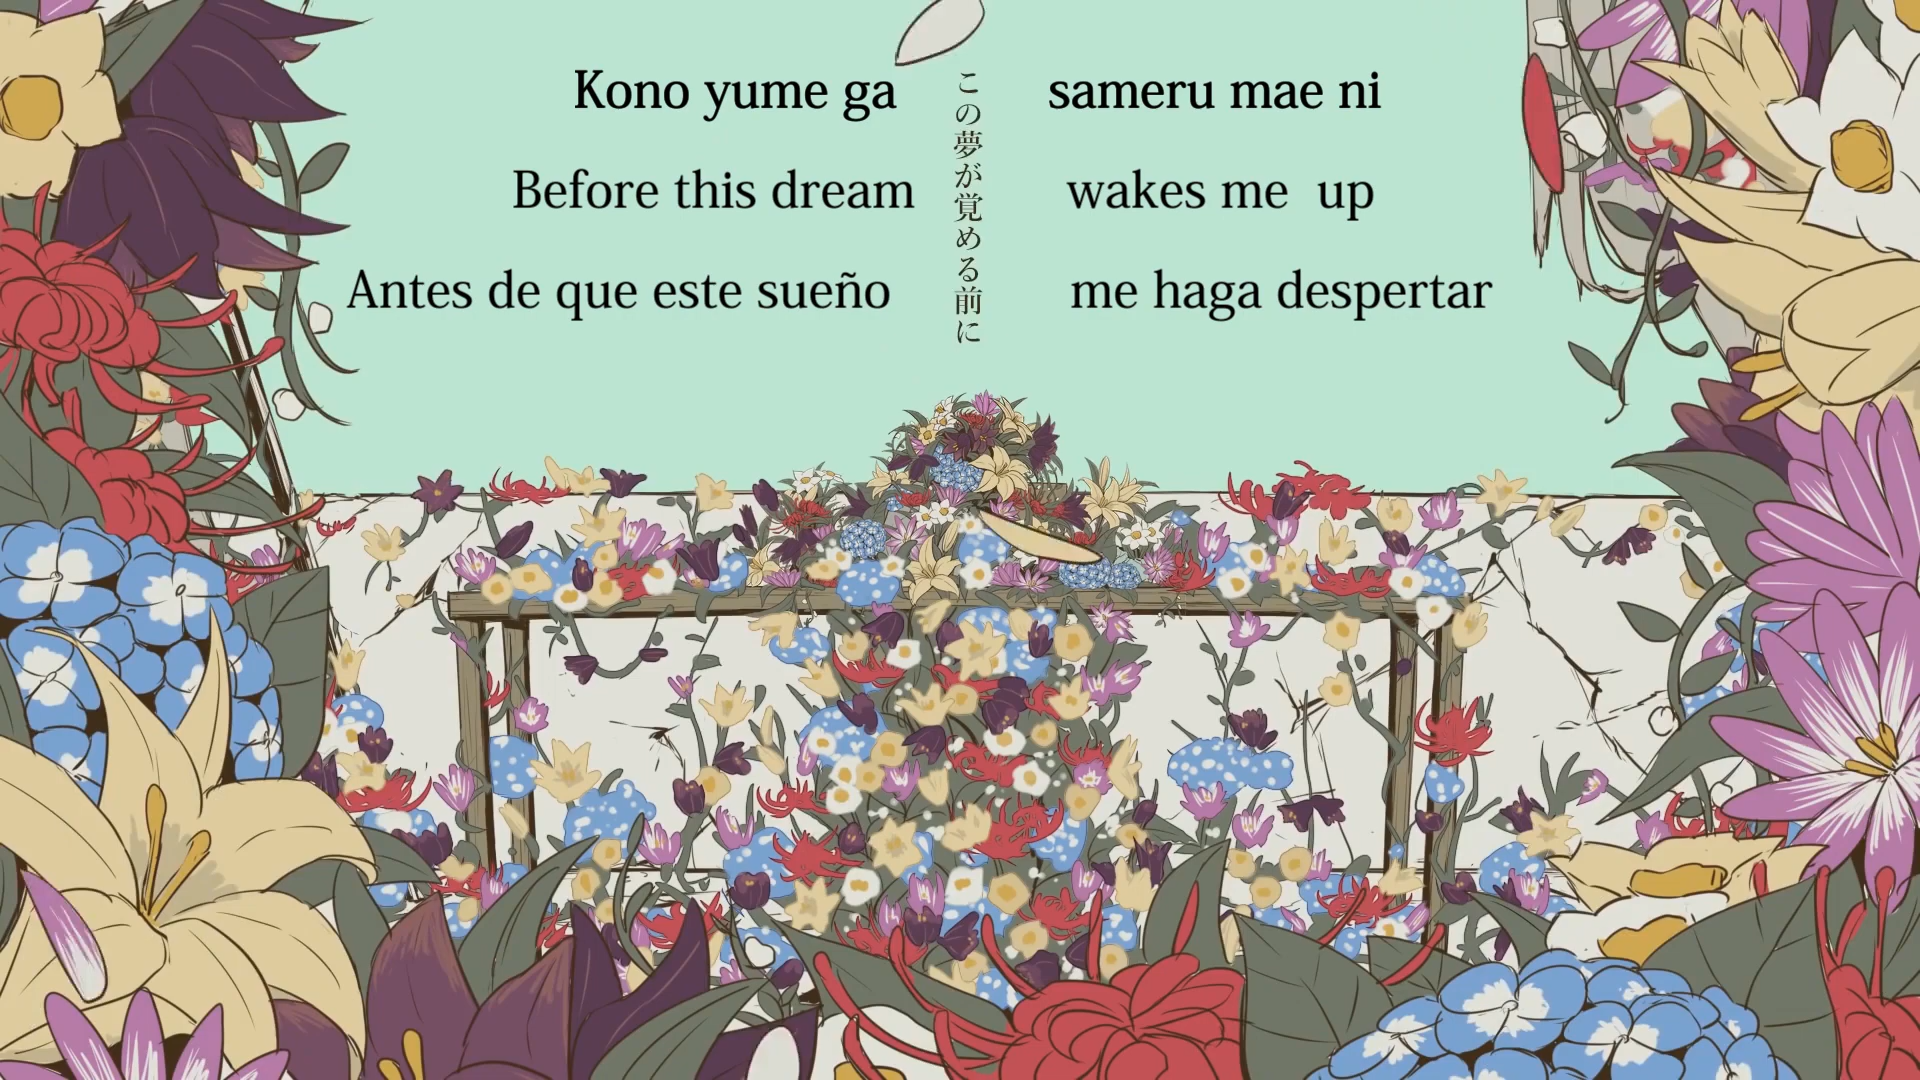 Kono yume ga sameru mae ni
この夢が覚める前に
Before this dream wakes me up
Antes de que este sueño me haga despertar